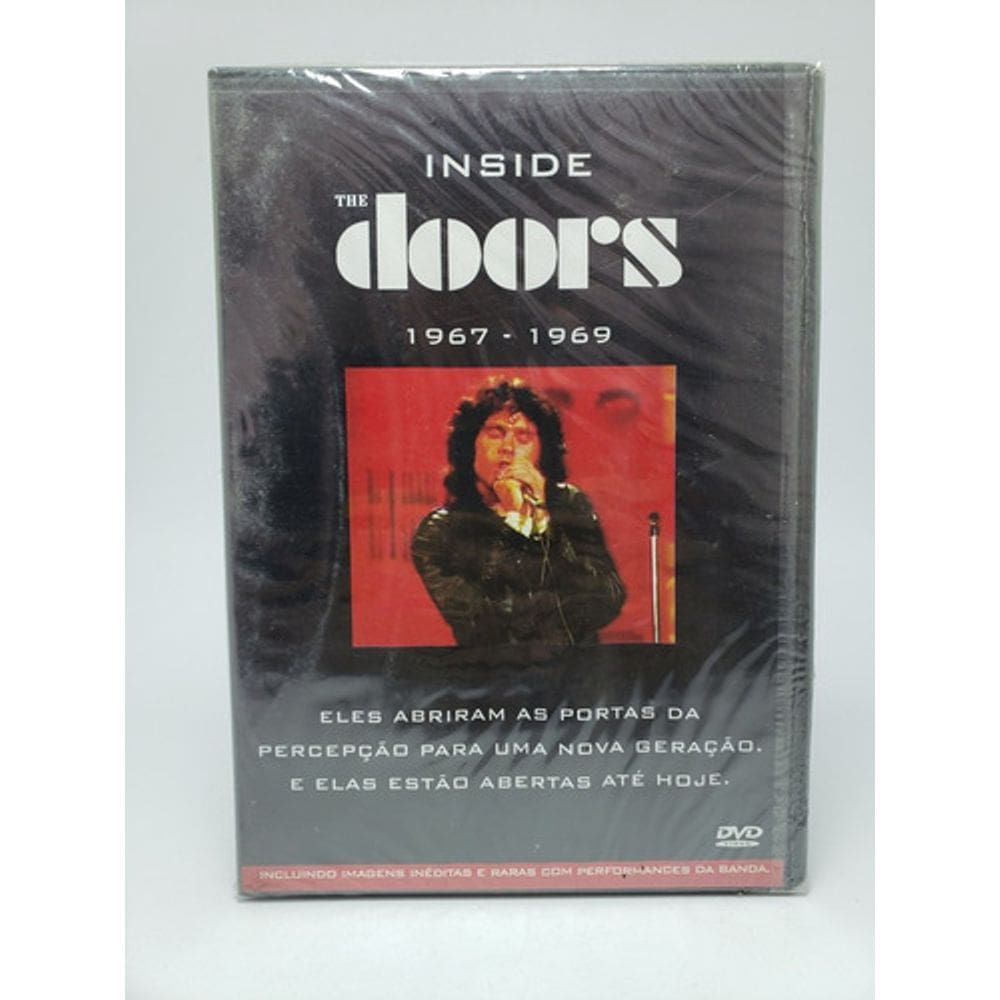 INSIDE
THE
doors
1967 - 1969
ELES ABRIRAM AS PORTAS DA
PERCEPÇÃO PARA UMA NOVA GERAÇÃO.
E ELAS ESTÃO ABERTAS ATÉ HOJE.
DVD
VIDEO
INCLUINDO IMAGENS INÉDITAS E RARAS COM PERFORMANCES DA BANDA.